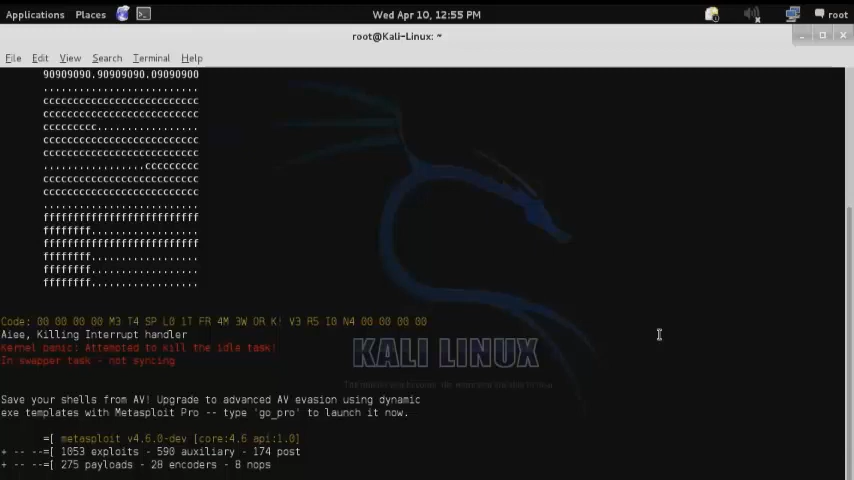 Applications Places Wed Apr 10, 12:55 PM root
root@Kali-Linux: ~
File Edit View Search Terminal Help
90909090.90909090.09090900
..........................
cccccccccccccccccccccccccc
cccccccccccccccccccccccccc
ccccccccc.................
cccccccccccccccccccccccccc
cccccccccccccccccccccccccc
.................ccccccccc
cccccccccccccccccccccccccc
cccccccccccccccccccccccccc
..........................
ffffffffffffffffffffffffff
ffffffff..................
ffffffffffffffffffffffffff
ffffffff..................
ffffffff..................
ffffffff..................
Code: 00 00 00 00 M3 T4 SP L0 1T FR 4M 3W OR K! V3 R5 I0 N4 00 00 00 00
Aiee, Killing Interrupt handler
Kernel panic: Attempted to kill the idle task!
In swapper task - not syncing
KALI LINUX
Save your shells from AV! Upgrade to advanced AV evasion using dynamic
exe templates with Metasploit Pro -- type 'go_pro' to launch it now.
=[ metasploit v4.6.0-dev [core:4.6 api:1.0]
+ -- --=[ 1053 exploits - 590 auxiliary - 174 post
+ -- --=[ 275 payloads - 28 encoders - 8 nops